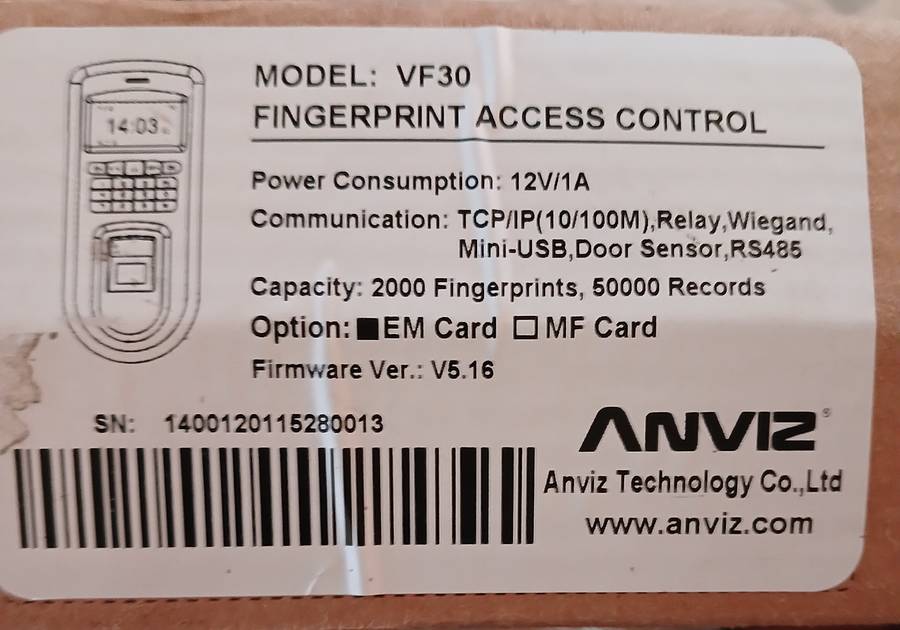 MODEL: VF30
FINGERPRINT ACCESS CONTROL
14:03
Power Consumption: 12V/1A
Communication: TCP/IP(10/100M),Relay,Wiegand,
Mini-USB,Door Sensor,RS485
Capacity: 2000 Fingerprints, 50000 Records
Option: ■EM Card □MF Card
Firmware Ver.: V5.16
SN: 1400120115280013
ANVIZ®
Anviz Technology Co.,Ltd
www.anviz.com